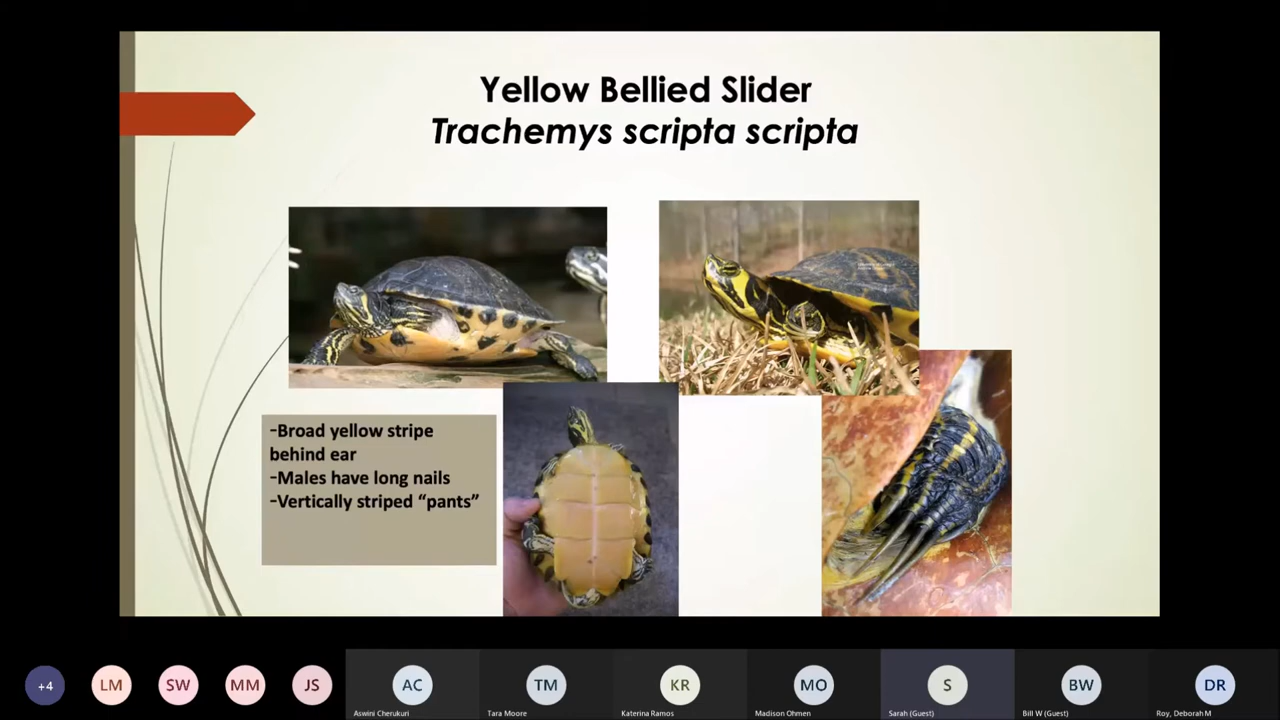 Yellow Bellied Slider
Trachemys scripta scripta
-Broad yellow stripe
behind ear
-Males have long nails
-Vertically striped “pants”
+4
LM
SW
MM
JS
AC
Aswini Cherukuri
TM
Tara Moore
KR
Katerina Ramos
MO
Madison Ohmen
S
Sarah (Guest)
BW
Bill W (Guest)
DR
Roy, Deborah M